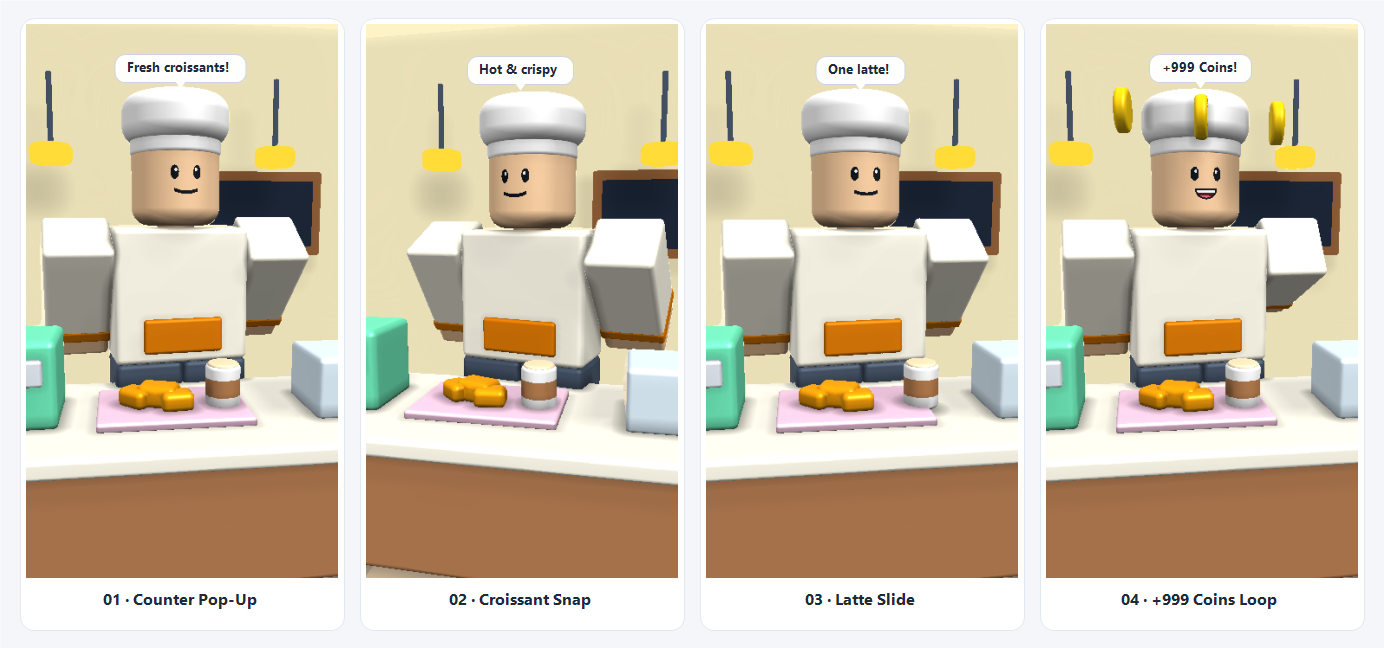 Fresh croissants!
Hot & crispy
One latte!
+999 Coins!
01 · Counter Pop-Up
02 · Croissant Snap
03 · Latte Slide
04 · +999 Coins Loop